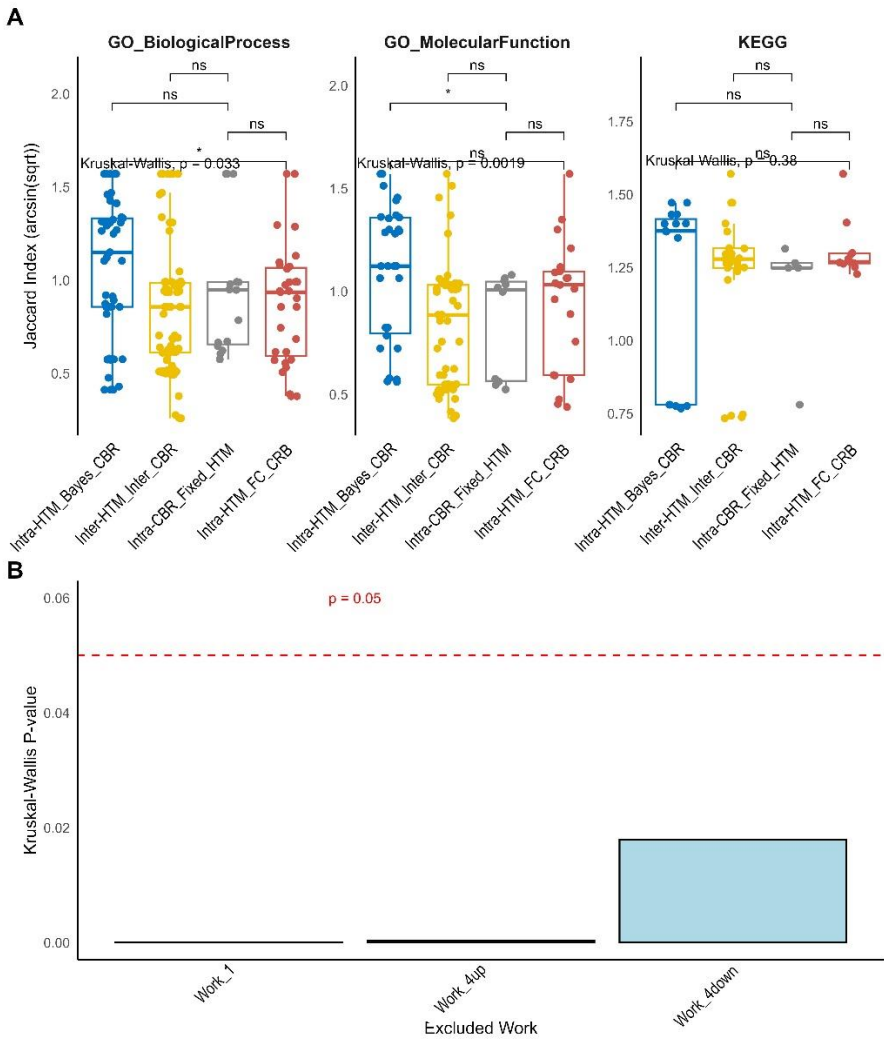 A
GO_BiologicalProcess
GO_MolecularFunction
KEGG
Jaccard Index (arcsin(sqrt))
2.0
1.5
1.0
0.5
ns
ns
ns
*
Kruskal-Wallis, p = 0.033
2.0
1.5
1.0
0.5
ns
*
ns
ns
Kruskal-Wallis, p = 0.0019
1.75
1.50
1.25
1.00
0.75
ns
ns
ns
ns
Kruskal-Wallis, p = 0.38
Intra-HTM_Bayes_CBR
Inter-HTM_Inter_CBR
Intra-CBR_Fixed_HTM
Intra-HTM_FC_CRB
Intra-HTM_Bayes_CBR
Inter-HTM_Inter_CBR
Intra-CBR_Fixed_HTM
Intra-HTM_FC_CRB
Intra-HTM_Bayes_CBR
Inter-HTM_Inter_CBR
Intra-CBR_Fixed_HTM
Intra-HTM_FC_CRB
B
Kruskal-Wallis P-value
0.06
0.04
0.02
0.00
p = 0.05
Work_1
Work_4up
Work_4down
Excluded Work